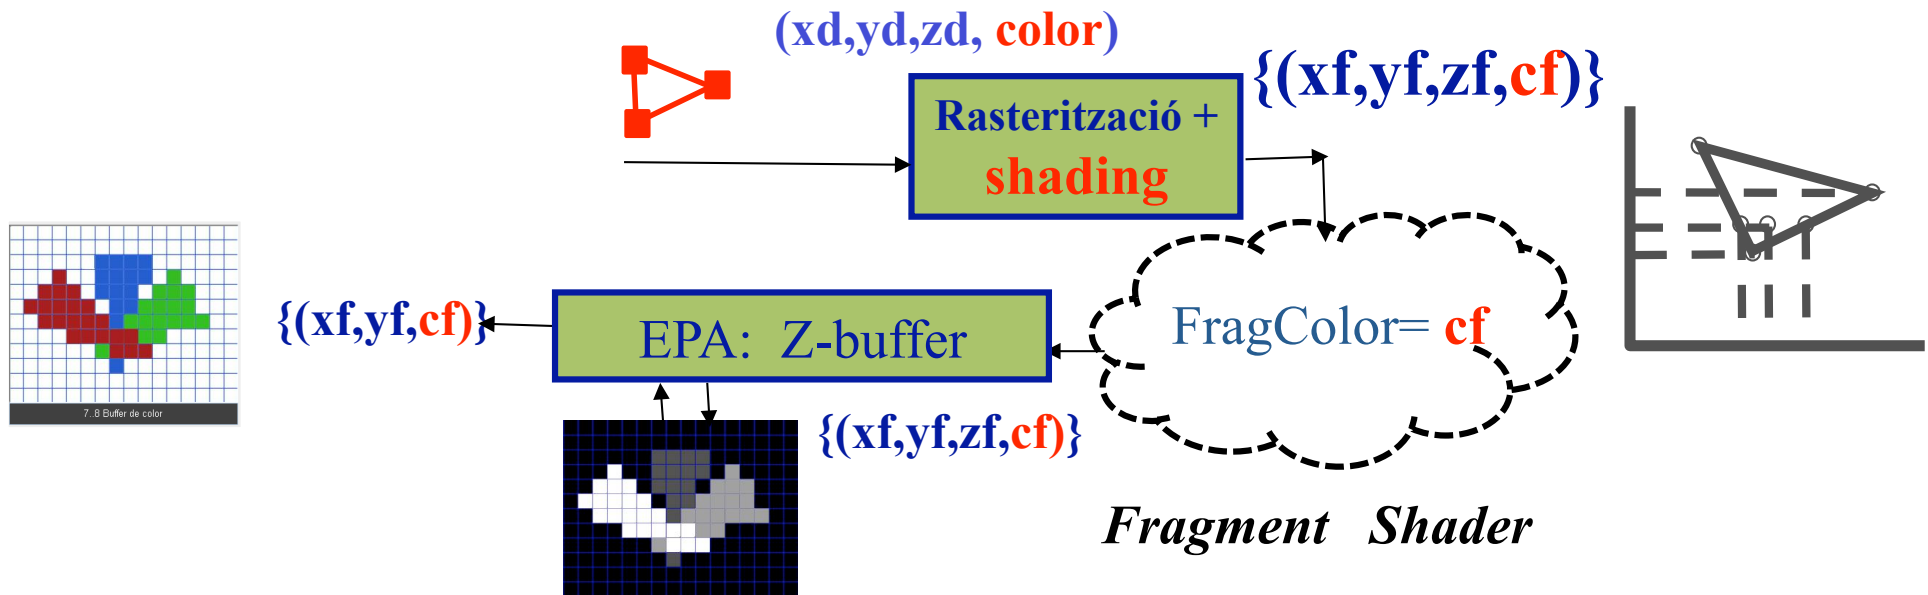 (xd,yd,zd, color)
{(xf,yf,zf,cf)}
Rasterització +
shading
{(xf,yf,cf)}
EPA: Z-buffer
FragColor= cf
7..8 Buffer de color
{(xf,yf,zf,cf)}
Fragment Shader